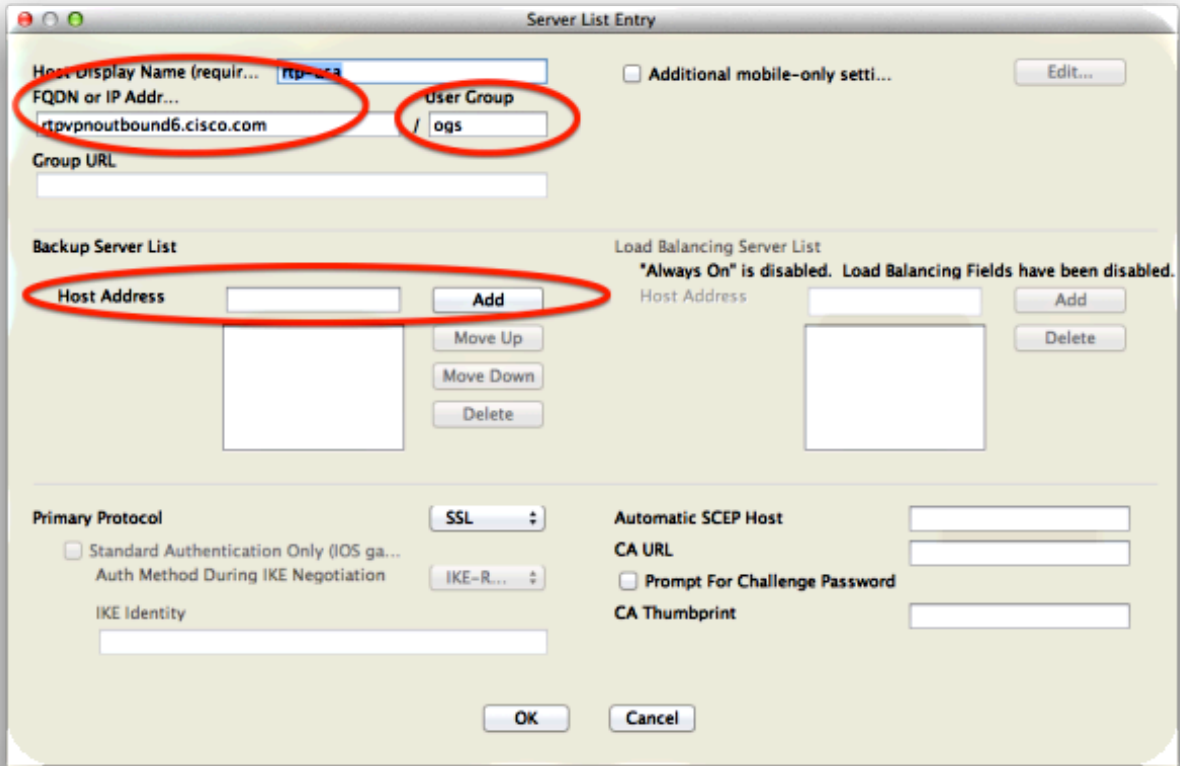 Server List Entry
Host Display Name (requir... rtp-asa
Additional mobile-only setti... Edit...
FQDN or IP Addr... User Group
rtpvpnoutbound6.cisco.com / ogs
Group URL
Backup Server List
Load Balancing Server List
"Always On" is disabled. Load Balancing Fields have been disabled.
Host Address Add
Host Address Add
Move Up
Delete
Move Down
Delete
Primary Protocol SSL
Automatic SCEP Host
Standard Authentication Only (IOS ga...
CA URL
Auth Method During IKE Negotiation IKE-R...
Prompt For Challenge Password
IKE Identity
CA Thumbprint
OK Cancel